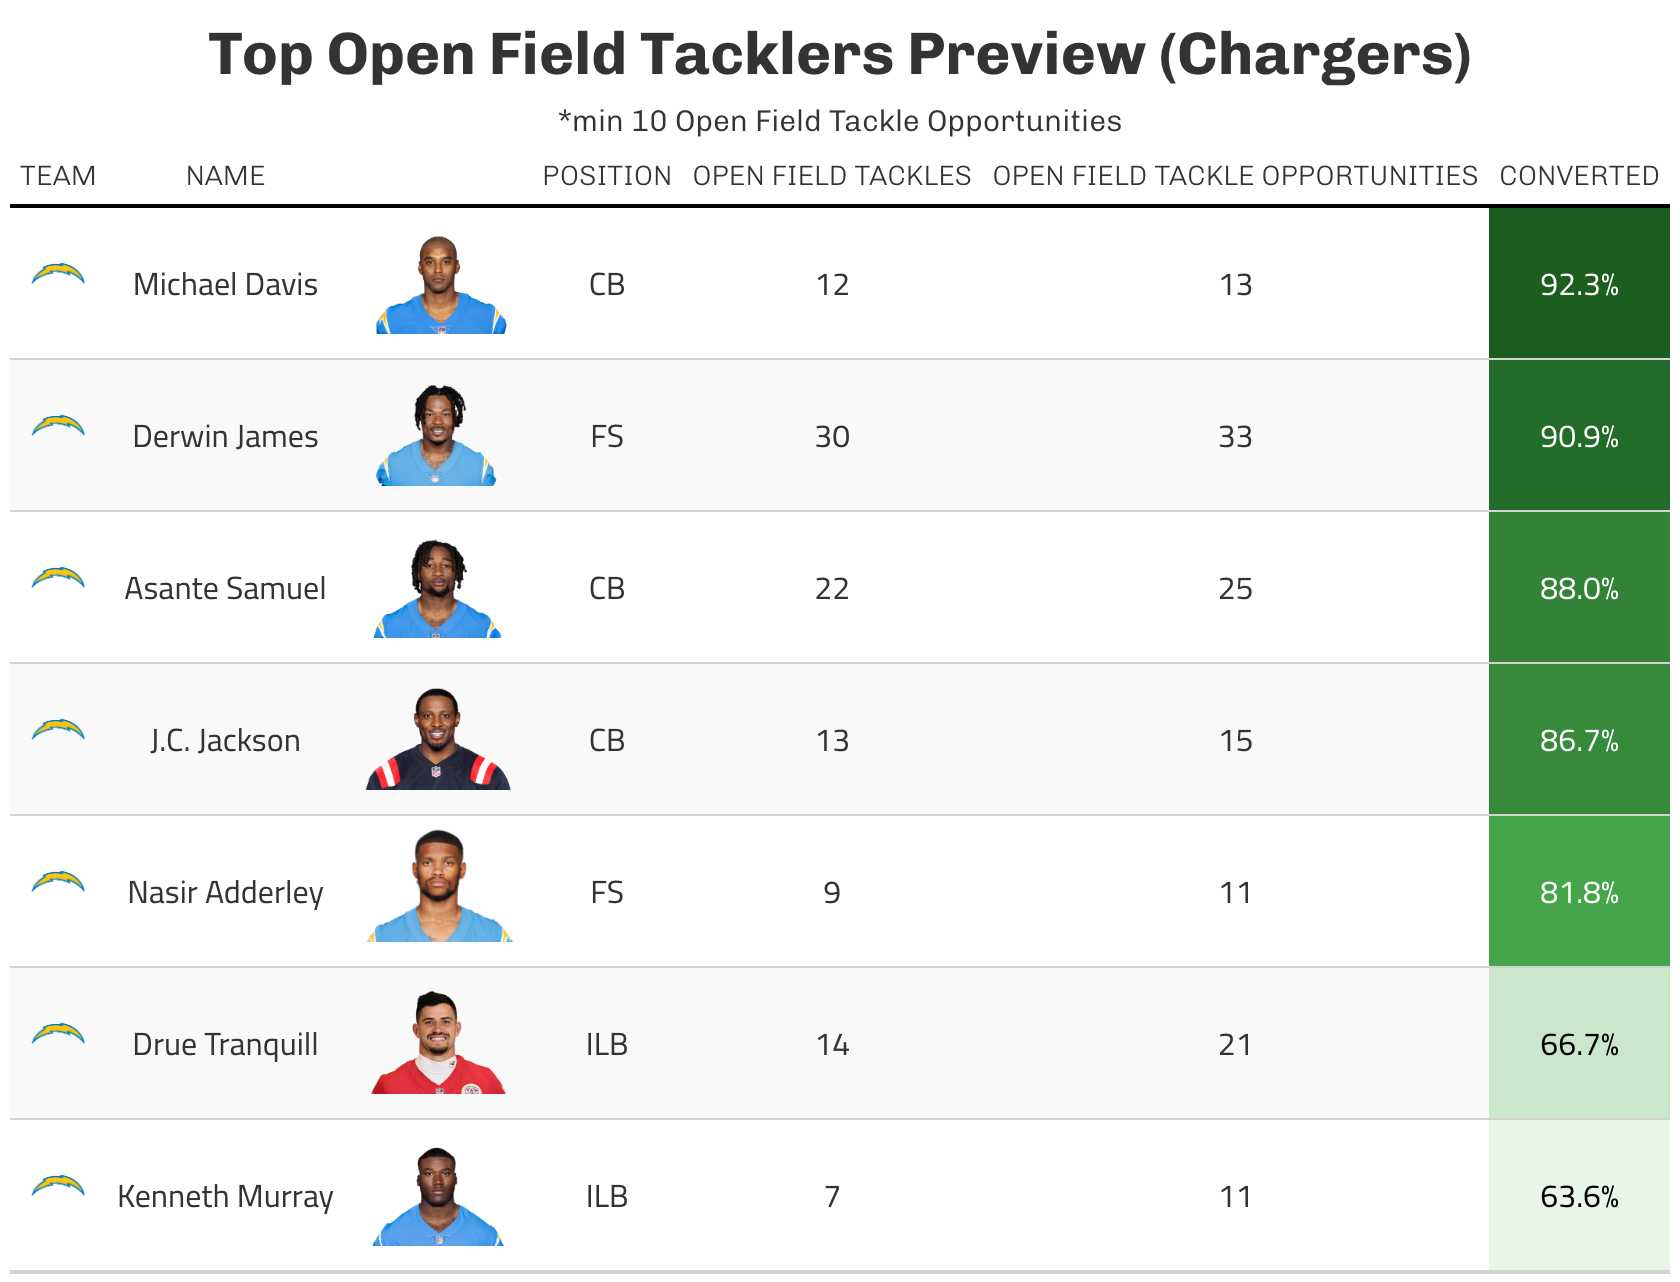 Top Open Field Tacklers Preview (Chargers)
*min 10 Open Field Tackle Opportunities
TEAM NAME POSITION OPEN FIELD TACKLES OPEN FIELD TACKLE OPPORTUNITIES CONVERTED
Michael Davis CB 12 13 92.3%
Derwin James FS 30 33 90.9%
Asante Samuel CB 22 25 88.0%
J.C. Jackson CB 13 15 86.7%
Nasir Adderley FS 9 11 81.8%
Drue Tranquill ILB 14 21 66.7%
Kenneth Murray ILB 7 11 63.6%